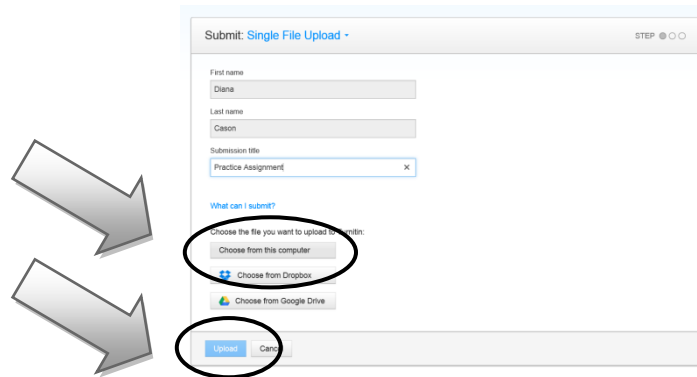 Submit: Single File Upload
STEP
First name
Diana
Last name
Cason
Submission title
Practice Assignment
What can I submit?
Choose the file you want to upload to Turnitin:
Choose from this computer
Choose from Dropbox
Choose from Google Drive
Upload Cancel